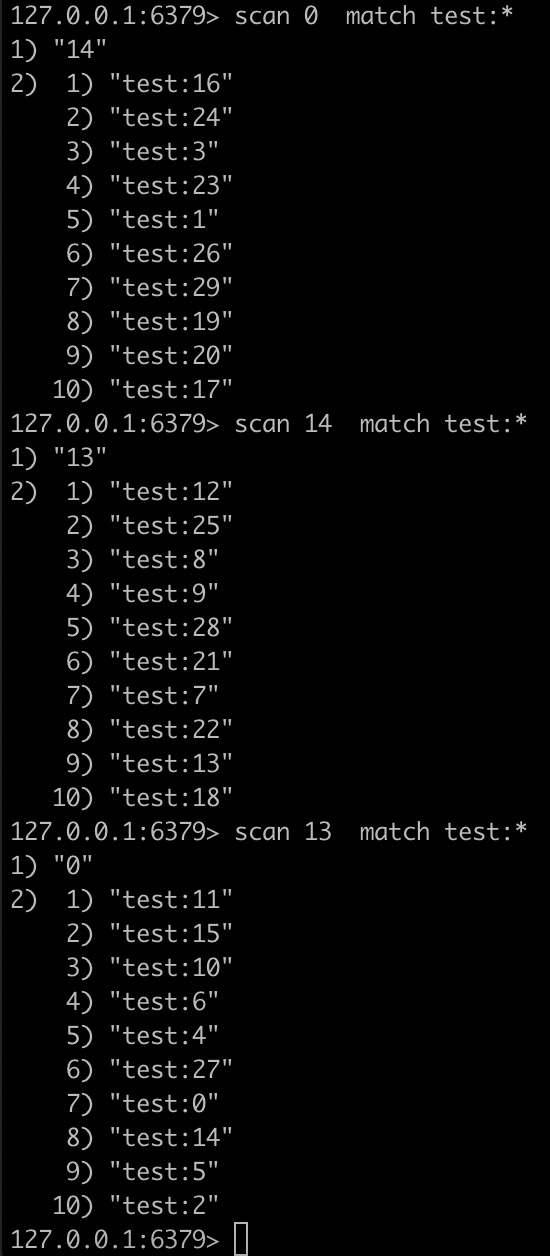 127.0.0.1:6379> scan 0  match test:*
1) "14"
2)  1) "test:16"
    2) "test:24"
    3) "test:3"
    4) "test:23"
    5) "test:1"
    6) "test:26"
    7) "test:29"
    8) "test:19"
    9) "test:20"
   10) "test:17"
127.0.0.1:6379> scan 14  match test:*
1) "13"
2)  1) "test:12"
    2) "test:25"
    3) "test:8"
    4) "test:9"
    5) "test:28"
    6) "test:21"
    7) "test:7"
    8) "test:22"
    9) "test:13"
   10) "test:18"
127.0.0.1:6379> scan 13  match test:*
1) "0"
2)  1) "test:11"
    2) "test:15"
    3) "test:10"
    4) "test:6"
    5) "test:4"
    6) "test:27"
    7) "test:0"
    8) "test:14"
    9) "test:5"
   10) "test:2"
127.0.0.1:6379>